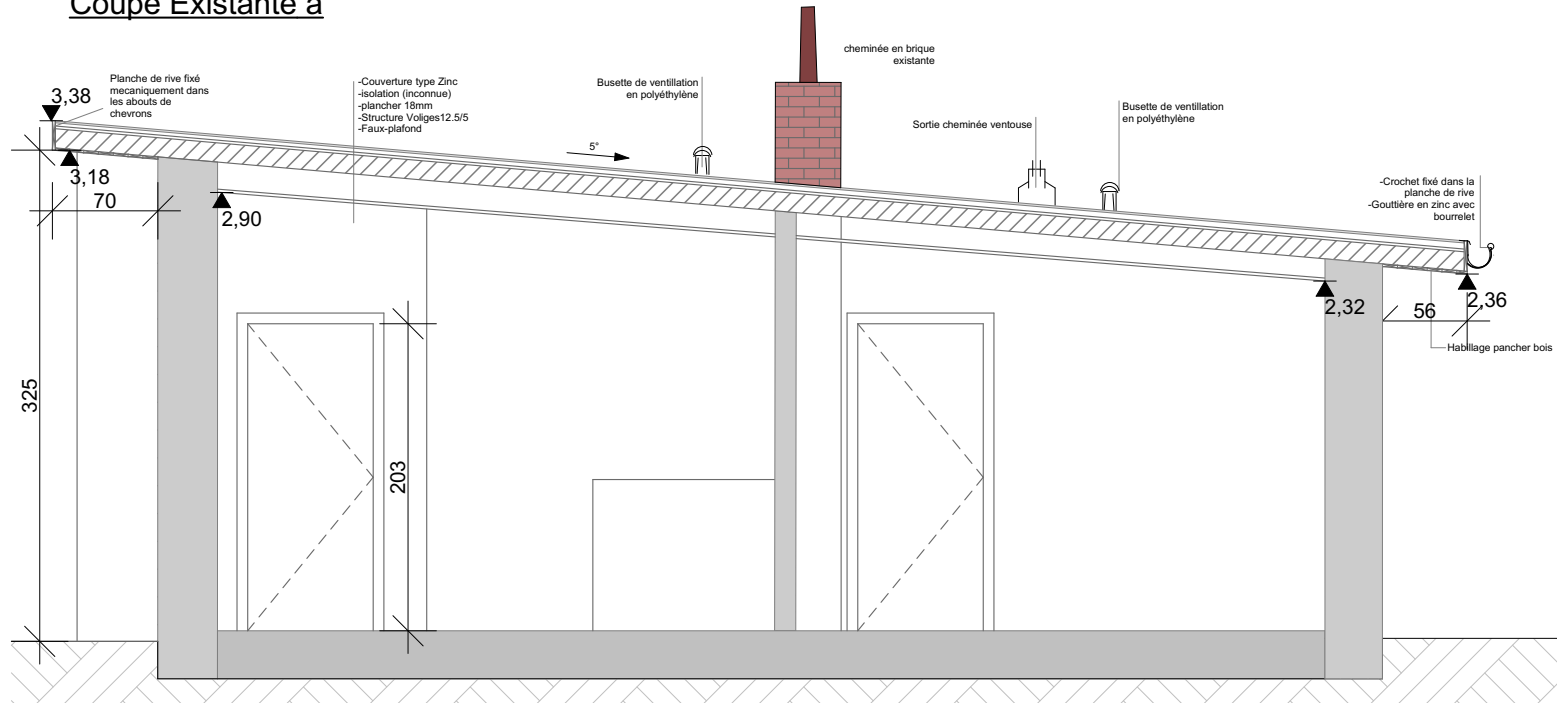 Coupe Existante a
Planche de rive fixé
mecaniquement dans
les abouts de
chevrons
3,38
3,18
70
2,90
325
-Couverture type Zinc
-isolation (inconnue)
-plancher 18mm
-Structure Voliges12.5/5
-Faux-plafond
5°
Busette de ventillation
en polyéthylène
cheminée en brique
existante
Sortie cheminée ventouse
Busette de ventillation
en polyéthylène
-Crochet fixé dans la
planche de rive
-Gouttière en zinc avec
bourrelet
2,32
56
2,36
Habillage pancher bois
203